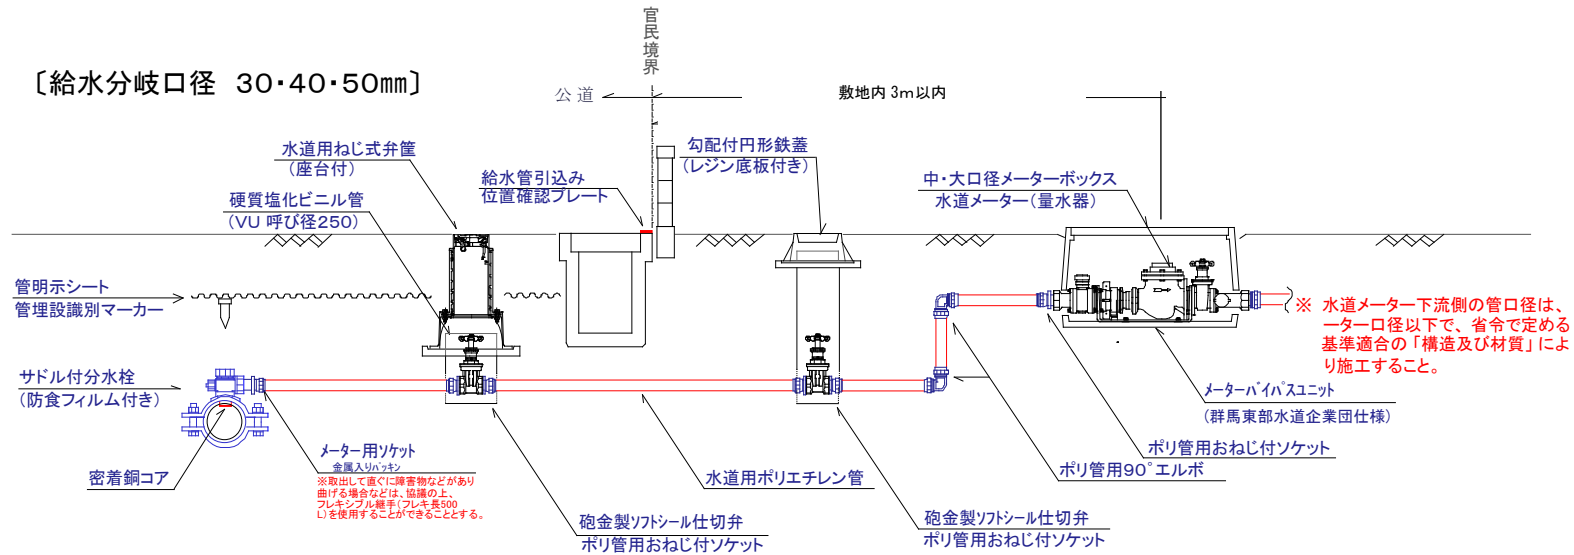 官民境界
〔給水分岐口径 30・40・50㎜〕
公 道
敷地内 3m以内
水道用ねじ式弁筐
(座台付)
硬質塩化ビニル管
(VU 呼び径250)
給水管引込み
位置確認プレート
勾配付円形鉄蓋
(レジン底板付き)
中・大口径メーターボックス
水道メーター(量水器)
管明示シート
管埋設識別マーカー
※ 水道メーター下流側の管口径は、
ーター口径以下で、省令で定める
基準適合の「構造及び材質」によ
り施工すること。
サドル付分水栓
(防食フィルム付き)
メーターバイパスユニット
(群馬東部水道企業団仕様)
密着銅コア
メーター用ソケット
金属入りパッキン
※取出して直ぐに障害物などがあり
曲げる場合などは、協議の上、
フレキシブル継手(フレキ長500
L)を使用することができることとする。
水道用ポリエチレン管
ポリ管用おねじ付ソケット
ポリ管用90°エルボ
砲金製ソフトシール仕切弁
ポリ管用おねじ付ソケット
砲金製ソフトシール仕切弁
ポリ管用おねじ付ソケット